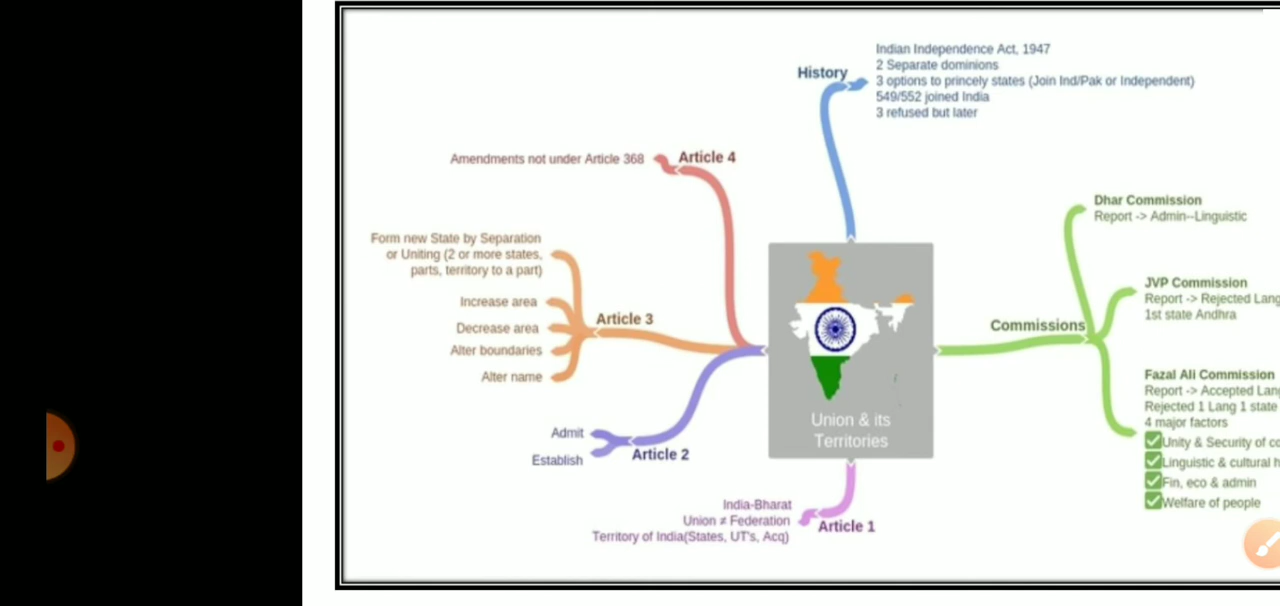 History
Indian Independence Act, 1947
2 Separate dominions
3 options to princely states (Join Ind/Pak or Independent)
549/552 joined India
3 refused but later
Article 4
Amendments not under Article 368
Article 3
Form new State by Separation
or Uniting (2 or more states,
parts, territory to a part)
Increase area
Decrease area
Alter boundaries
Alter name
Article 2
Admit
Establish
Article 1
India-Bharat
Union ≠ Federation
Territory of India(States, UT's, Acq)
Union & its
Territories
Commissions
Dhar Commission
Report -> Admin--Linguistic
JVP Commission
Report -> Rejected Lang
1st state Andhra
Fazal Ali Commission
Report -> Accepted Lang
Rejected 1 Lang 1 state
4 major factors
Unity & Security of
Linguistic & cultural
Fin, eco & admin
Welfare of people